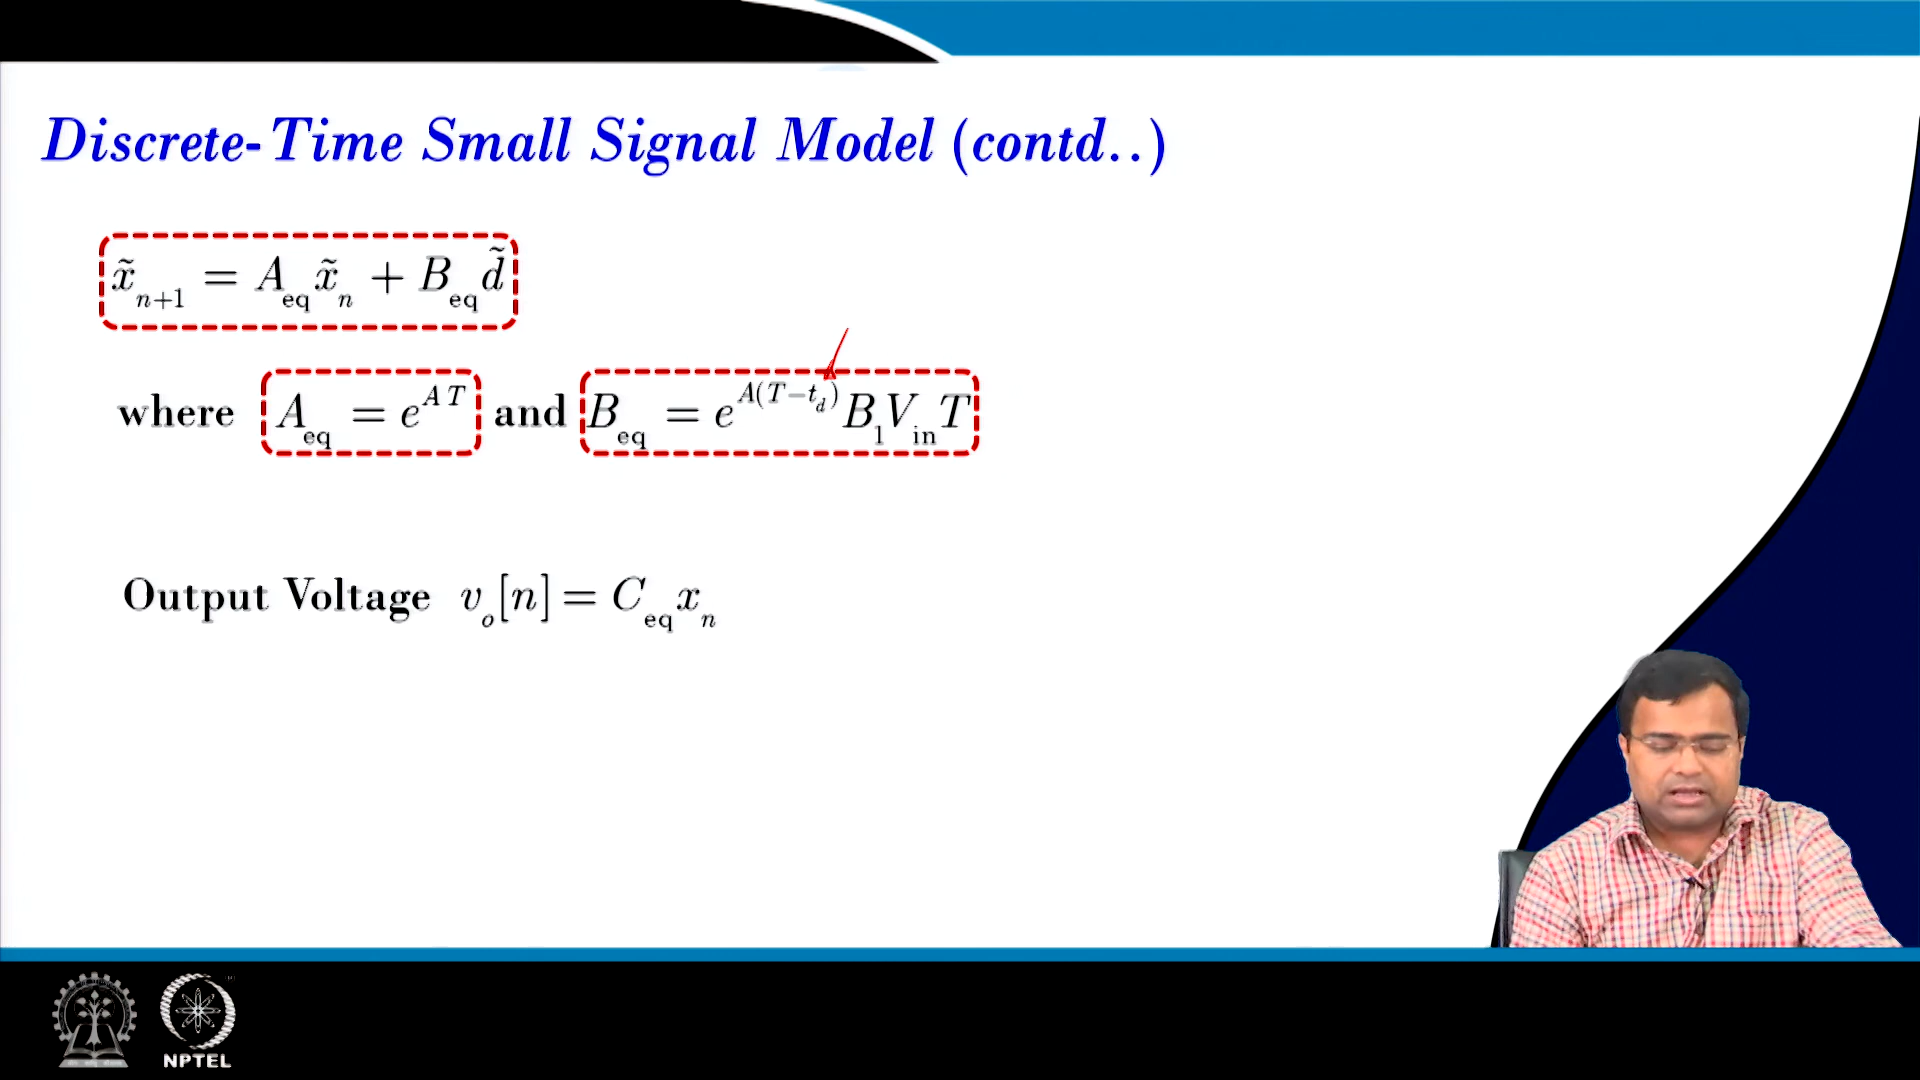 Discrete-Time Small Signal Model (contd..)
x̃_{n+1} = A_eq x̃_n + B_eq d̃
where A_eq = e^{AT} and B_eq = e^{A(T−t_d)} B_1 V_in T
Output Voltage v_o[n] = C_eq x_n
NPTEL